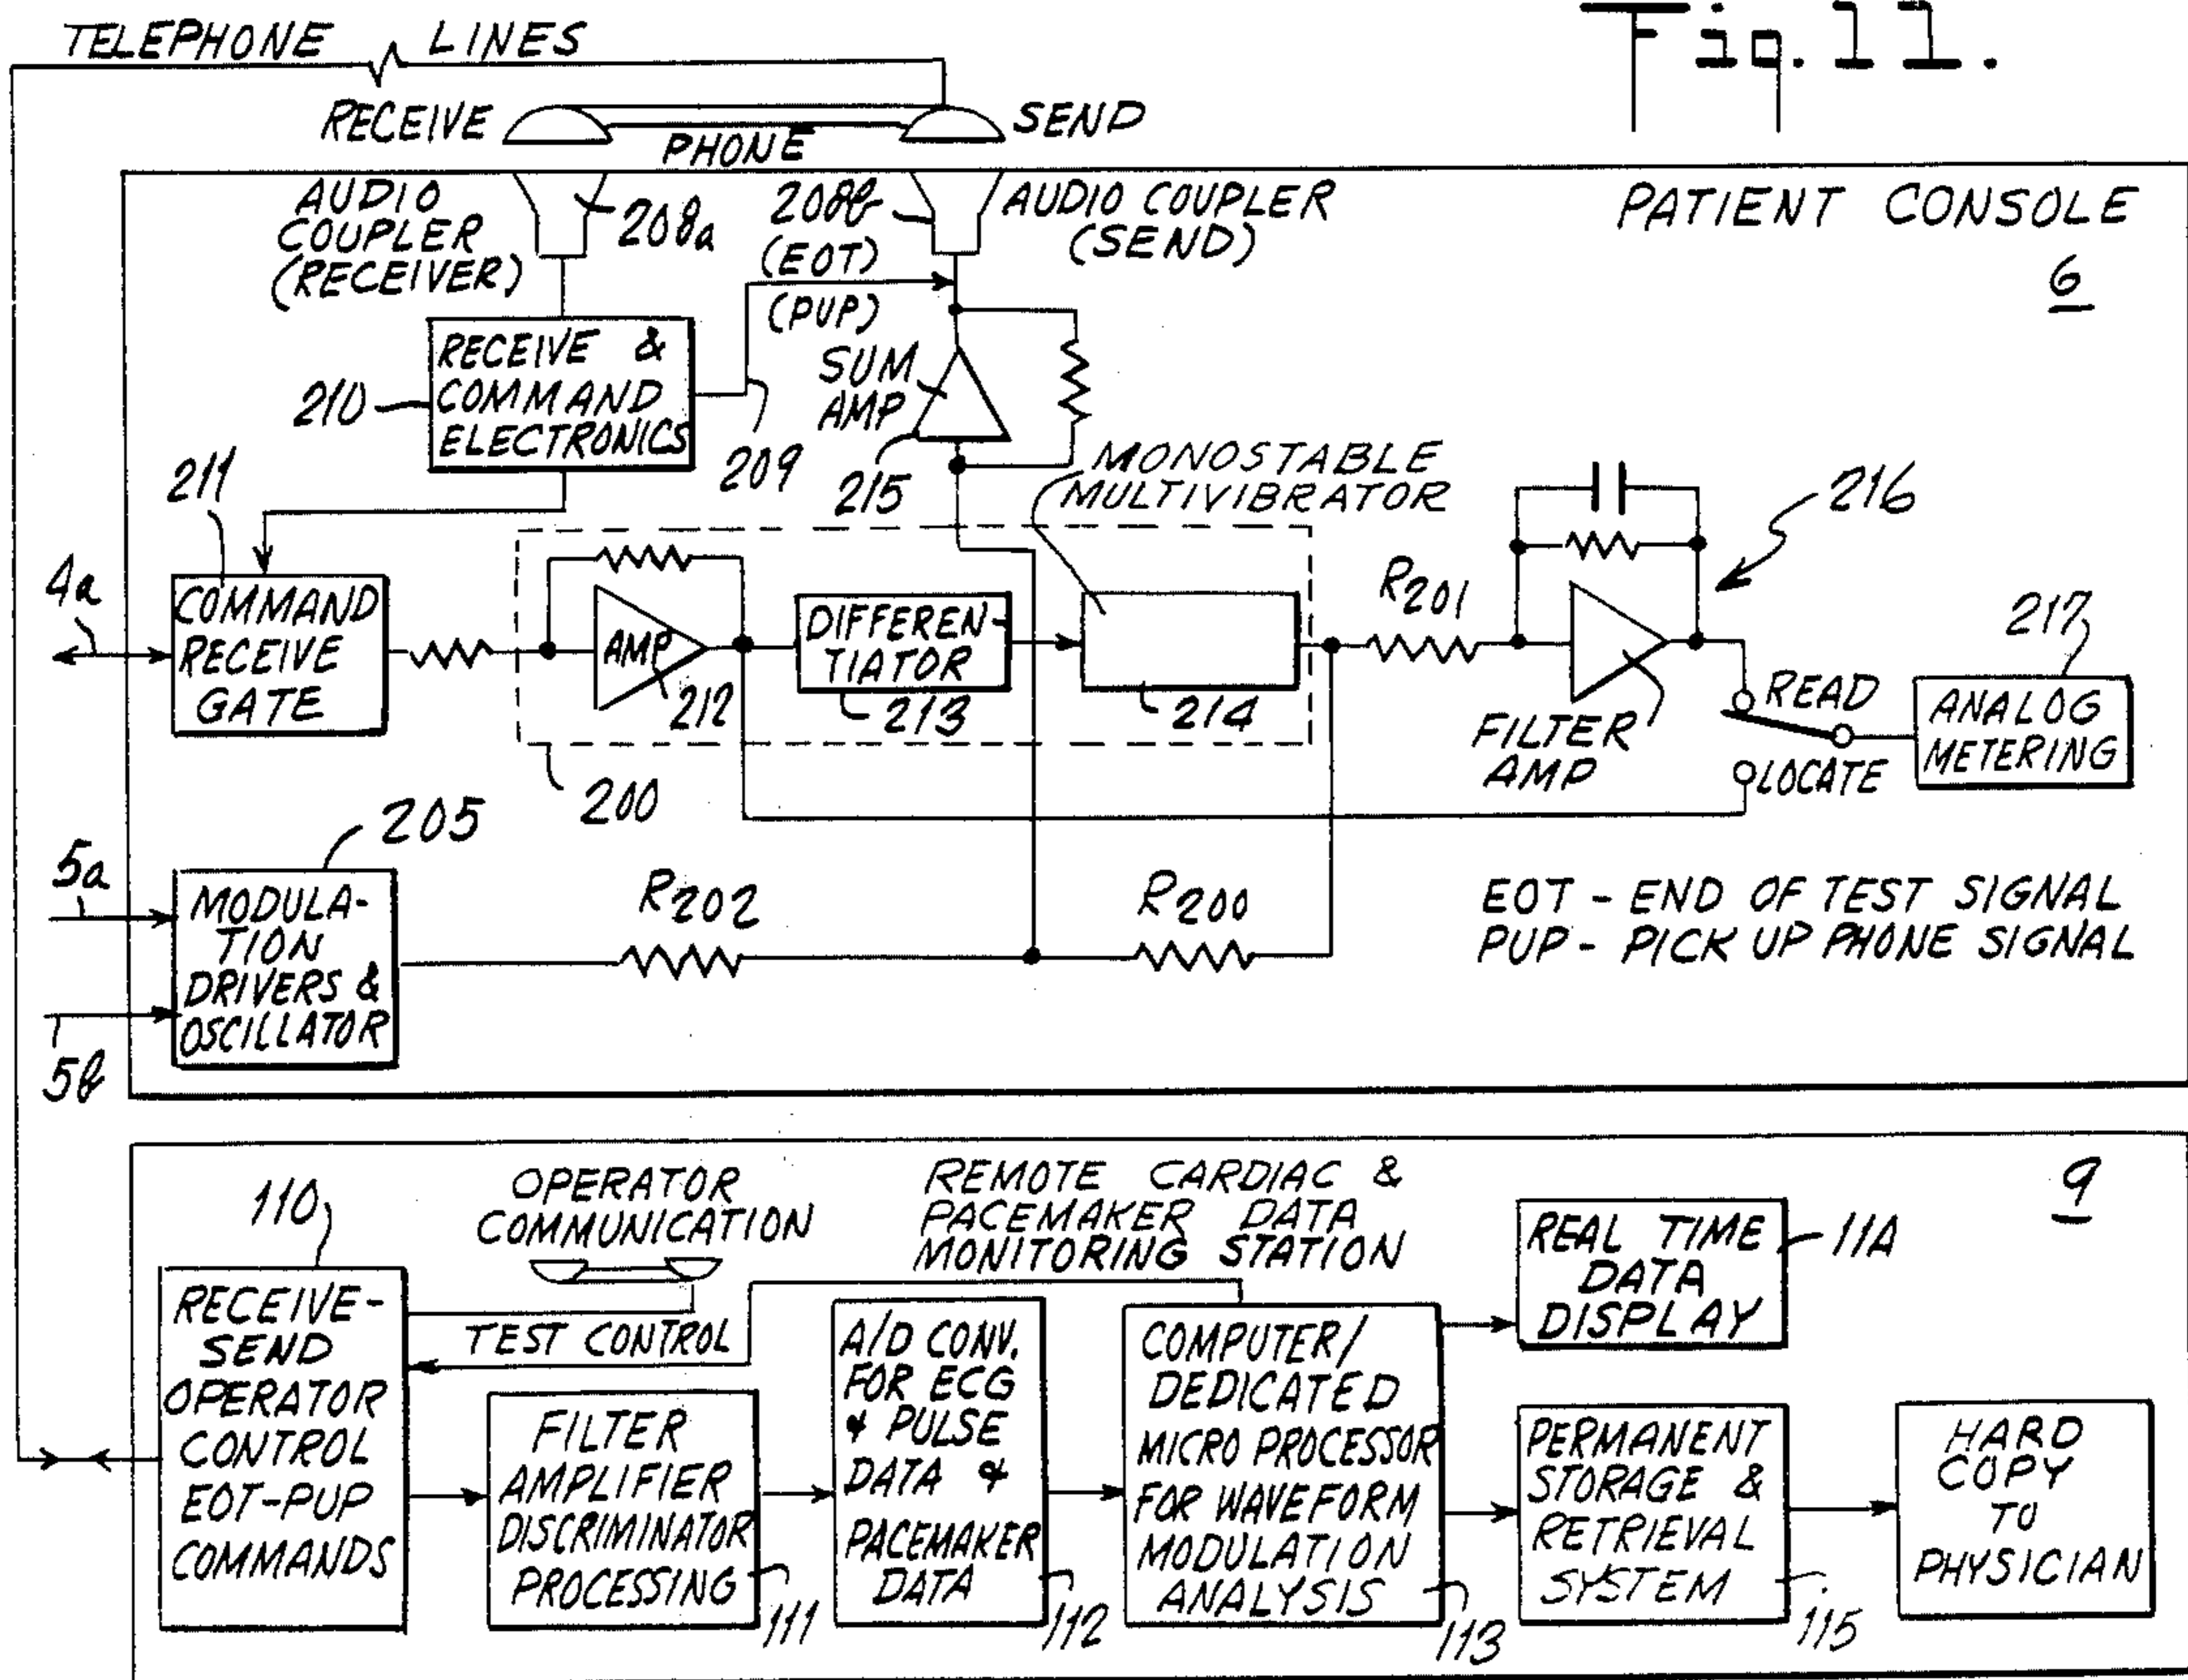 TELEPHONE LINES
Fig. 11.
RECEIVE
SEND
PHONE
AUDIO
COUPLER
(RECEIVER)
208a
208b
(EOT)
(PUP)
AUDIO COUPLER
(SEND)
PATIENT CONSOLE
6
RECEIVE &
COMMAND
ELECTRONICS
210
209
SUM
AMP
215
MONOSTABLE
MULTIVIBRATOR
216
211
4a
COMMAND
RECEIVE
GATE
AMP
212
DIFFEREN-
TIATOR
213
214
200
R201
FILTER
AMP
READ
LOCATE
217
ANALOG
METERING
205
5a
5b
MODULA-
TION
DRIVERS &
OSCILLATOR
R202
R200
EOT - END OF TEST SIGNAL
PUP - PICK UP PHONE SIGNAL
9
110
OPERATOR
COMMUNICATION
REMOTE CARDIAC &
PACEMAKER DATA
MONITORING STATION
RECEIVE-
SEND
OPERATOR
CONTROL
EOT-PUP
COMMANDS
TEST CONTROL
FILTER
AMPLIFIER
DISCRIMINATOR
PROCESSING
111
A/D CONV.
FOR ECG
& PULSE
DATA &
PACEMAKER
DATA
112
COMPUTER/
DEDICATED
MICRO PROCESSOR
FOR WAVEFORM
MODULATION
ANALYSIS
113
REAL TIME
DATA
DISPLAY
11A
PERMANENT
STORAGE &
RETRIEVAL
SYSTEM
115
HARD
COPY
TO
PHYSICIAN